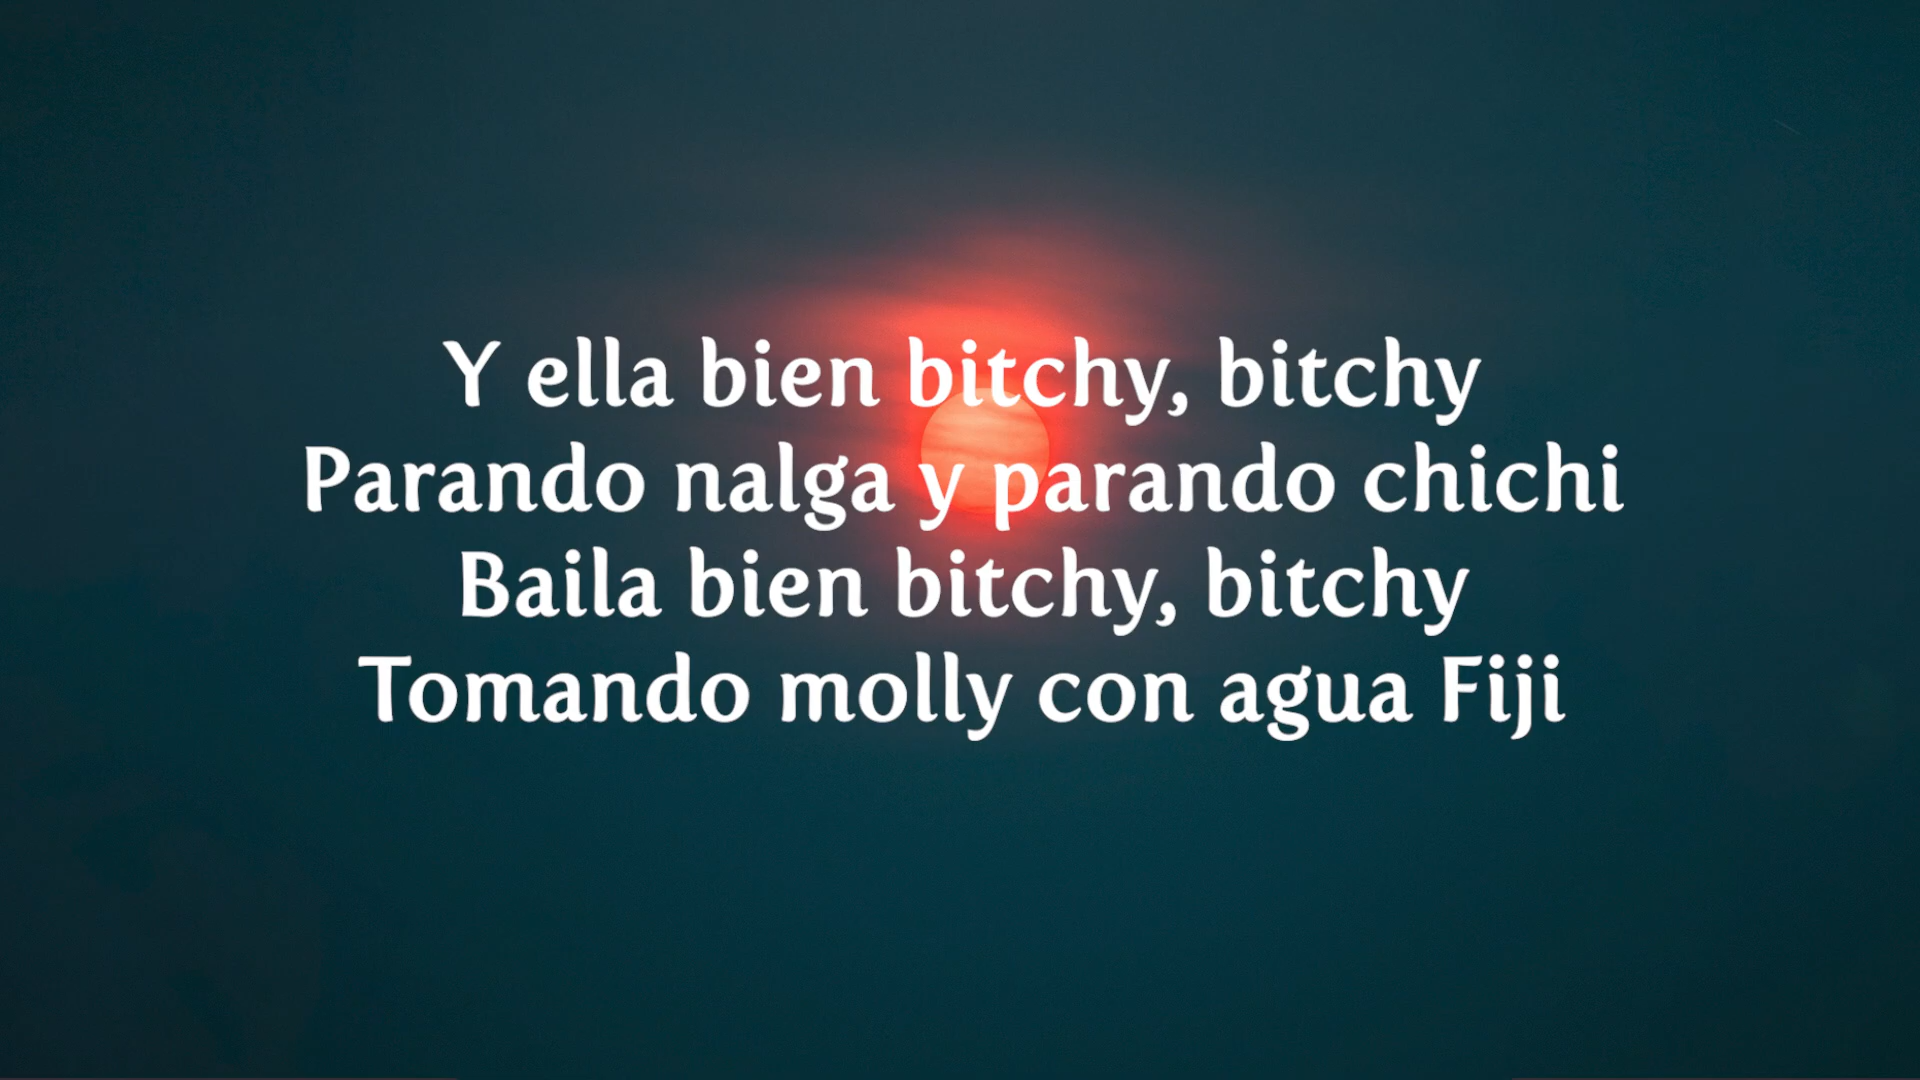 Y ella bien bitchy, bitchy
Parando nalga y parando chichi
Baila bien bitchy, bitchy
Tomando molly con agua Fiji